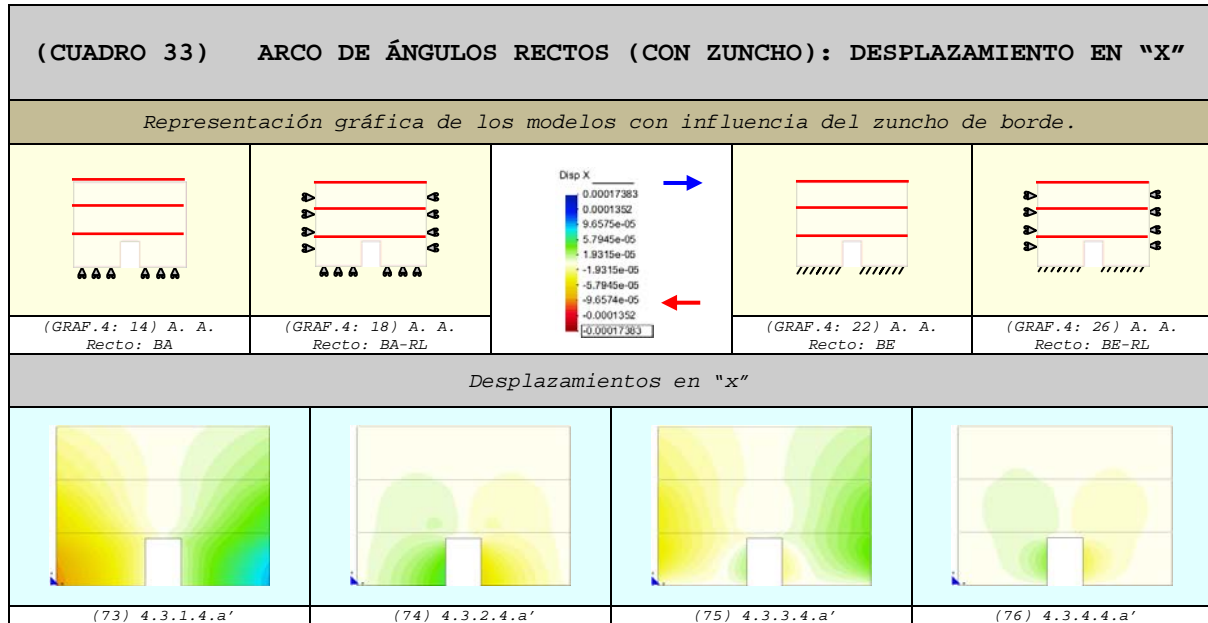 (CUADRO 33) ARCO DE ÁNGULOS RECTOS (CON ZUNCHO): DESPLAZAMIENTO EN “X”
Representación gráfica de los modelos con influencia del zuncho de borde.
Disp X
0.00017383
0.0001352
9.6575e-05
5.7945e-05
1.9315e-05
-1.9315e-05
-5.7945e-05
-9.6574e-05
-0.0001352
-0.00017383
(GRAF.4: 14) A. A.
Recto: BA
(GRAF.4: 18) A. A.
Recto: BA-RL
(GRAF.4: 22) A. A.
Recto: BE
(GRAF.4: 26) A. A.
Recto: BE-RL
Desplazamientos en “x”
(73) 4.3.1.4.a’
(74) 4.3.2.4.a’
(75) 4.3.3.4.a’
(76) 4.3.4.4.a’